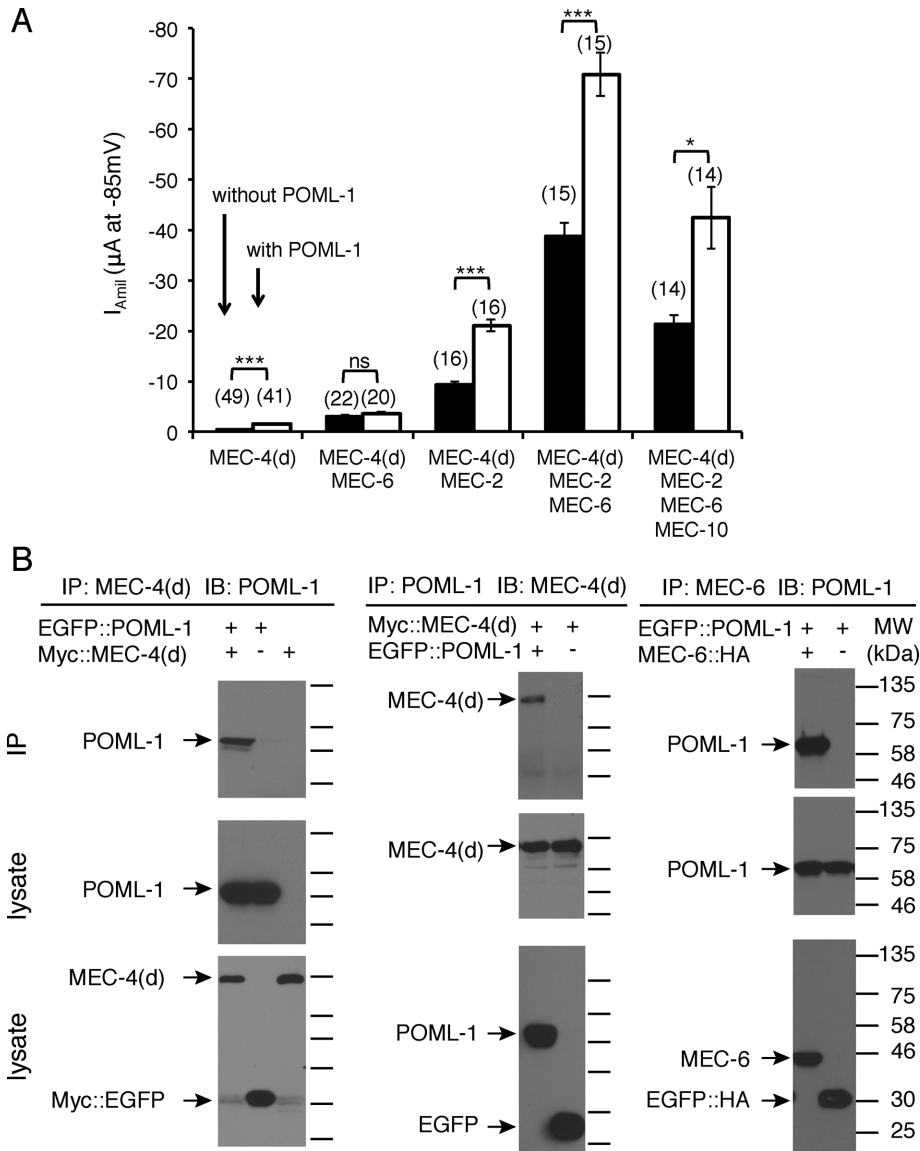 A
I_Amil (µA at -85mV)
-80
-70
-60
-50
-40
-30
-20
-10
0
without POML-1
with POML-1
***
(49) (41)
ns
(22) (20)
***
(16) (16)
***
(15) (15)
*
(14) (14)
MEC-4(d)
MEC-4(d)
MEC-6
MEC-4(d)
MEC-2
MEC-4(d)
MEC-2
MEC-6
MEC-4(d)
MEC-2
MEC-6
MEC-10
B
IP: MEC-4(d) IB: POML-1
EGFP::POML-1 + +
Myc::MEC-4(d) + - +
IP
POML-1
lysate
POML-1
lysate
MEC-4(d)
Myc::EGFP
IP: POML-1 IB: MEC-4(d)
Myc::MEC-4(d) + +
EGFP::POML-1 + -
MEC-4(d)
MEC-4(d)
POML-1
EGFP
IP: MEC-6 IB: POML-1
EGFP::POML-1 + + MW
MEC-6::HA + - (kDa)
POML-1
135
75
58
46
POML-1
135
75
58
46
MEC-6
EGFP::HA
135
75
58
46
30
25